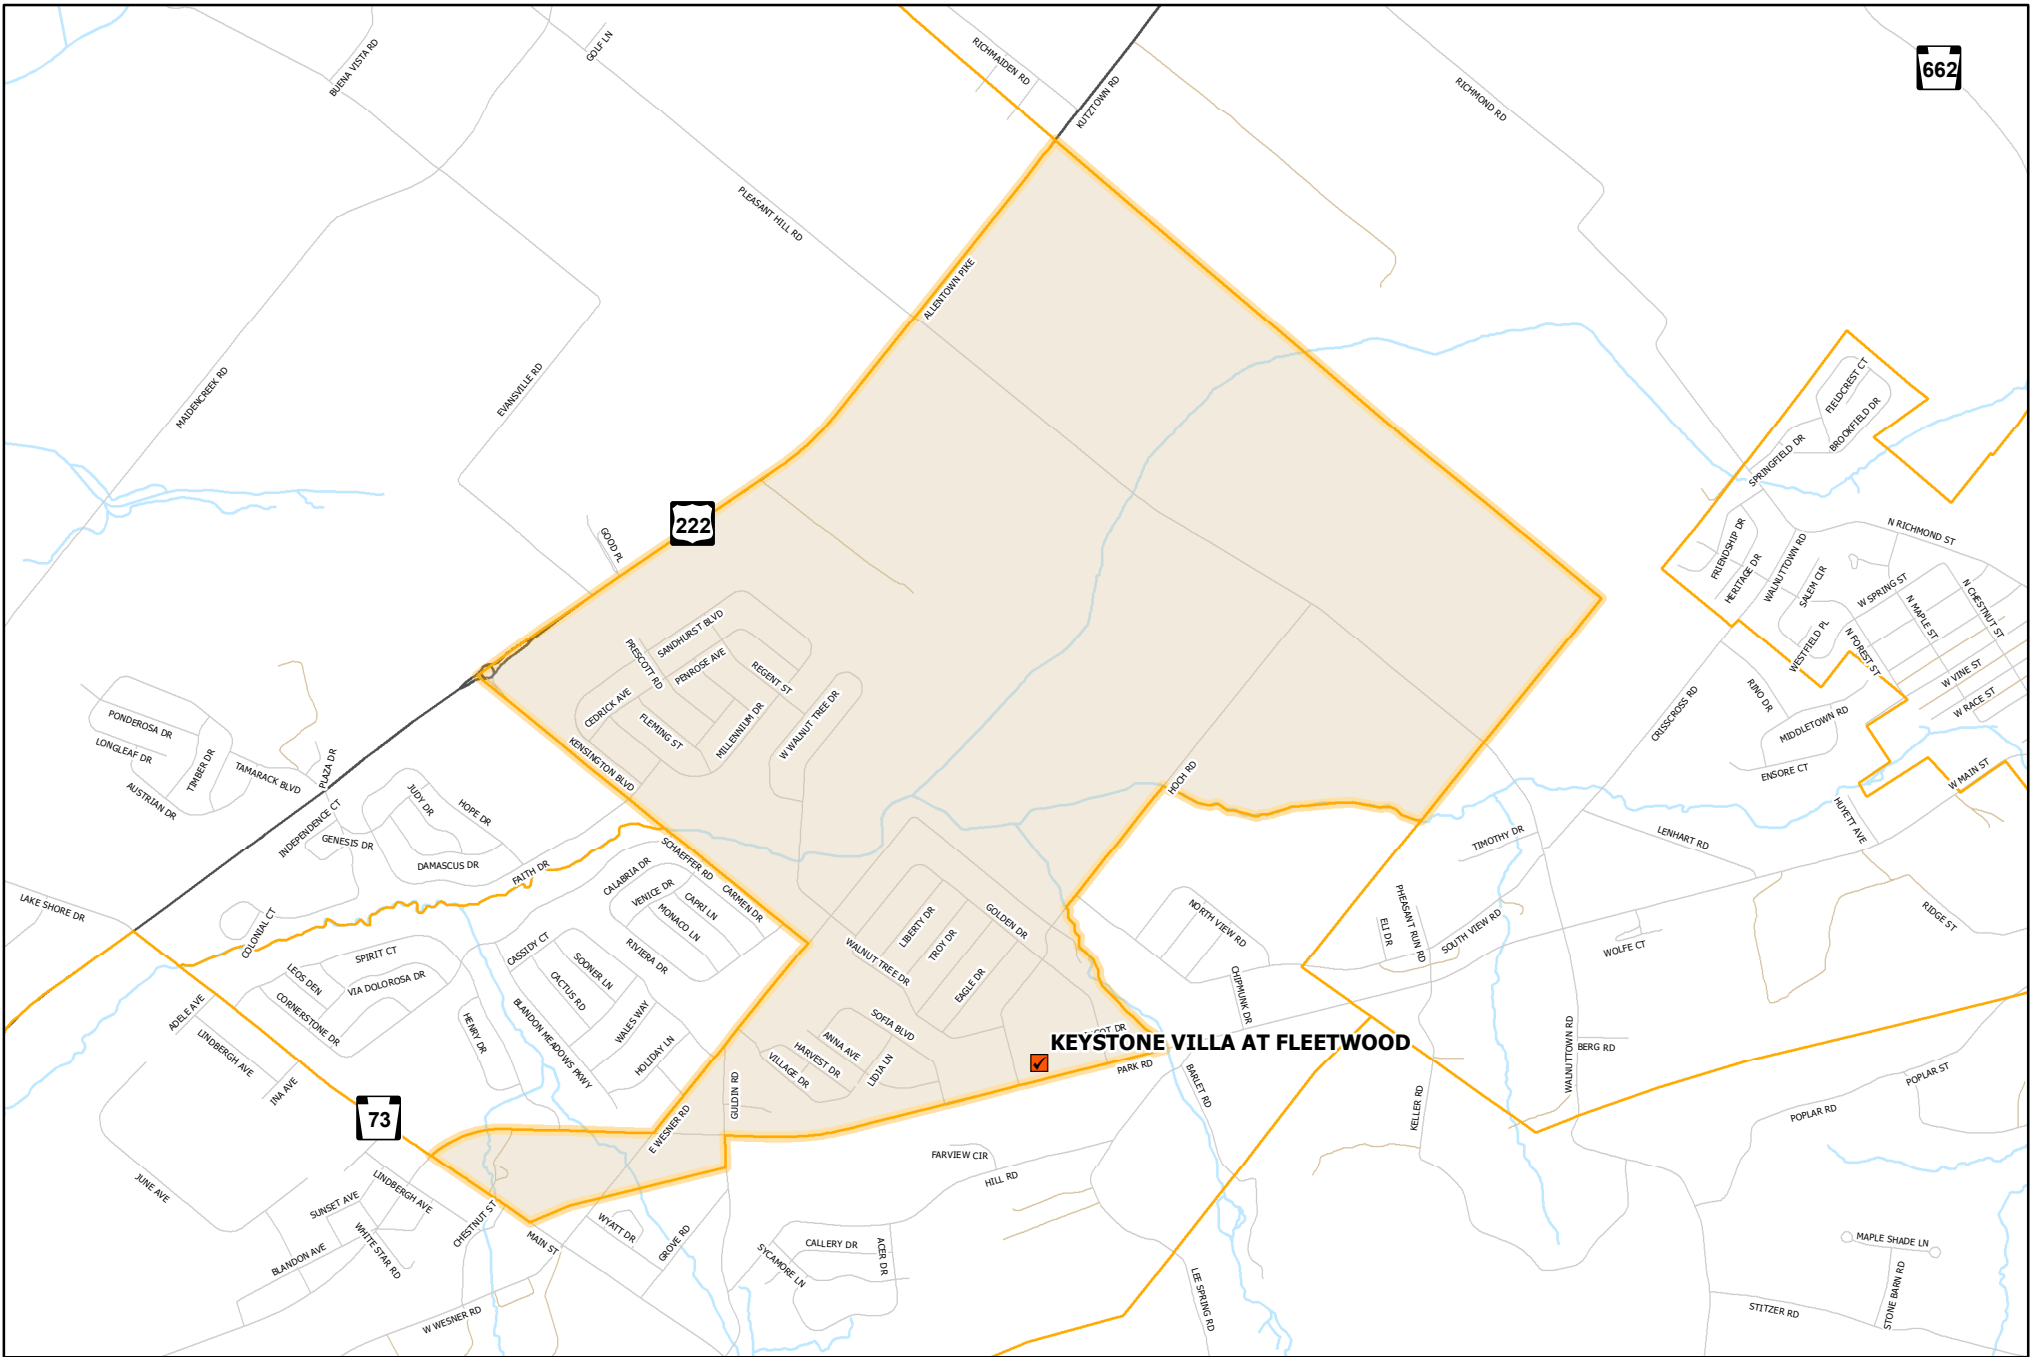 BUENA VISTA RD
GOLF LN
RICHMAIDEN RD
KUTZTOWN RD
RICHMOND RD
662
PLEASANT HILL RD
ALLENTOWN PIKE
MAIDENCREEK RD
EVANSVILLE RD
FIELDCREST CT
BROOKFIELD DR
SPRINGFIELD DR
222
GOOD PL
N RICHMOND ST
FRIENDSHIP DR
HERITAGE DR
WALNUTTOWN RD
SALEM CIR
W SPRING ST
N MAPLE ST
N CHESTNUT ST
WESTFIELD PL
N FOREST ST
W VINE ST
W RACE ST
SANDHURST BLVD
PRESCOTT RD
PENROSE AVE
REGENT ST
CEDRICK AVE
FLEMING ST
MILLENNIUM DR
W WALNUT TREE DR
KENSINGTON BLVD
RINO DR
CRISSCROSS RD
MIDDLETOWN RD
ENSORE CT
W MAIN ST
HUYETT AVE
PONDEROSA DR
LONGLEAF DR
TIMBER DR
AUSTRIAN DR
TAMARACK BLVD
PLAZA DR
INDEPENDENCE CT
GENESIS DR
JUDY DR
HOPE DR
DAMASCUS DR
FAITH DR
HOCH RD
TIMOTHY DR
LENHART RD
SCHAEFFER RD
CALABRIA DR
VENICE DR
CAPRI LN
CARMEN DR
MONACO LN
RIVIERA DR
LAKE SHORE DR
COLONIAL CT
SPIRIT CT
LEOS DEN
VIA DOLOROSA DR
CORNERSTONE DR
CASSIDY CT
SOONER LN
CACTUS RD
BLANDON MEADOWS PKWY
WALES WAY
HOLIDAY LN
HENRY DR
LIBERTY DR
GOLDEN DR
TROY DR
WALNUT TREE DR
EAGLE DR
SOFIA BLVD
ANNA AVE
HARVEST DR
VILLAGE DR
LIDIA LN
NORTH VIEW RD
CHIPMUNK DR
PHEASANT RUN RD
ELI DR
SOUTH VIEW RD
WOLFE CT
RIDGE ST
KEYSTONE VILLA AT FLEETWOOD
PARK RD
BARLET RD
KELLER RD
WALNUTTOWN RD
BERG RD
POPLAR ST
POPLAR RD
ADELE AVE
LINDBERGH AVE
INA AVE
73
GULDIN RD
E WESNER RD
FARVIEW CIR
HILL RD
JUNE AVE
SUNSET AVE
LINDBERGH AVE
WHITE STAR RD
CHESTNUT ST
BLANDON AVE
MAIN ST
WYATT DR
GROVE RD
W WESNER RD
SYCAMORE LN
CALLERY DR
ACER DR
LEE SPRING RD
MAPLE SHADE LN
STONE BARN RD
STITZER RD